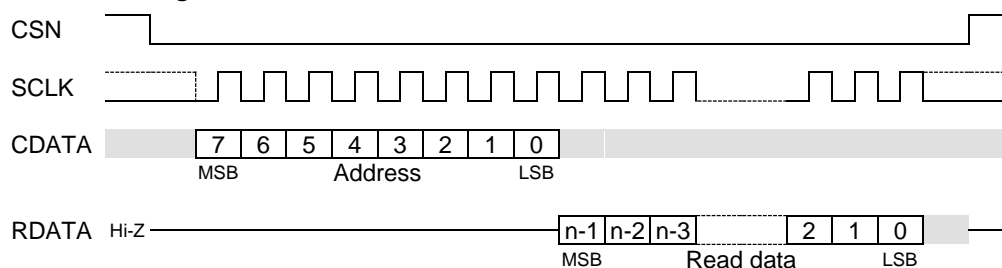 CSN
SCLK
CDATA 7 6 5 4 3 2 1 0
MSB Address LSB
RDATA Hi-Z n-1 n-2 n-3 2 1 0
MSB Read data LSB